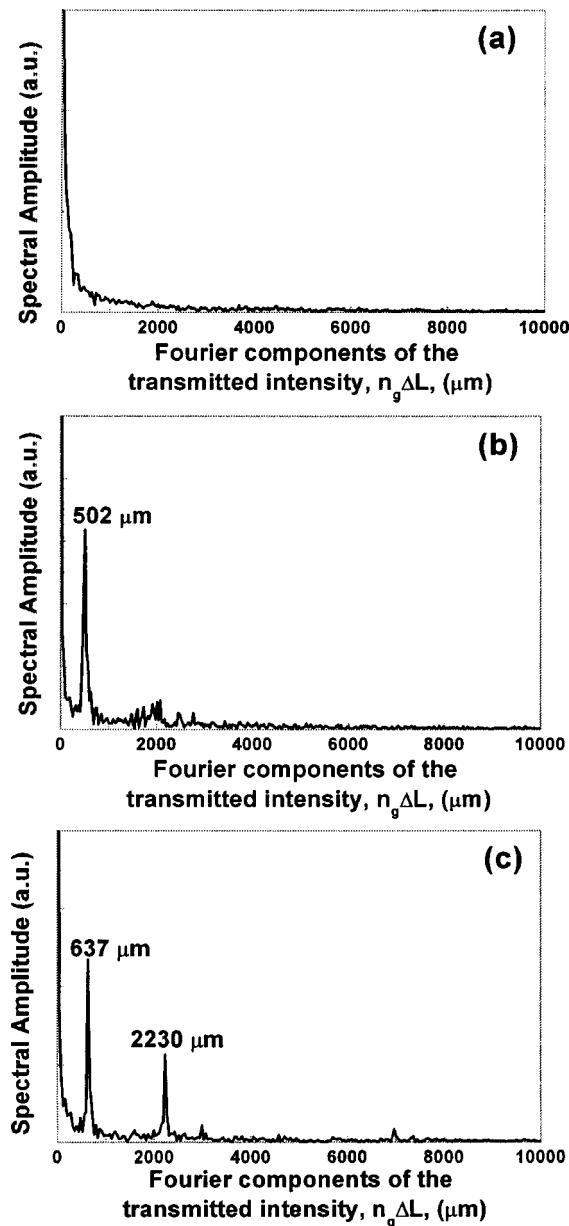 (a)
Spectral Amplitude (a.u.)
0 2000 4000 6000 8000 10000
Fourier components of the
transmitted intensity, n_gΔL, (μm)
(b)
502 μm
Spectral Amplitude (a.u.)
0 2000 4000 6000 8000 10000
Fourier components of the
transmitted intensity, n_gΔL, (μm)
(c)
637 μm
2230 μm
Spectral Amplitude (a.u.)
0 2000 4000 6000 8000 10000
Fourier components of the
transmitted intensity, n_gΔL, (μm)